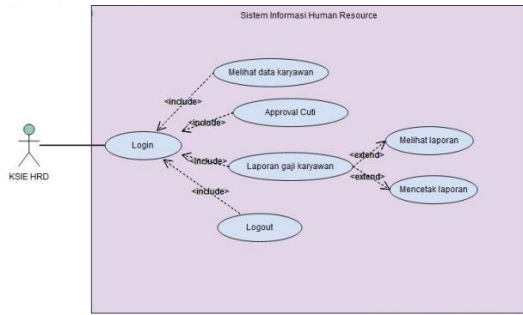 Sistem Informasi Human Resource
Melihat data karyawan
<include>
Approval Cuti
<include>
Login
KSIE HRD
<include>
Laporan gaji karyawan
<extend>
Melihat laporan
<extend>
Mencetak laporan
<include>
Logout